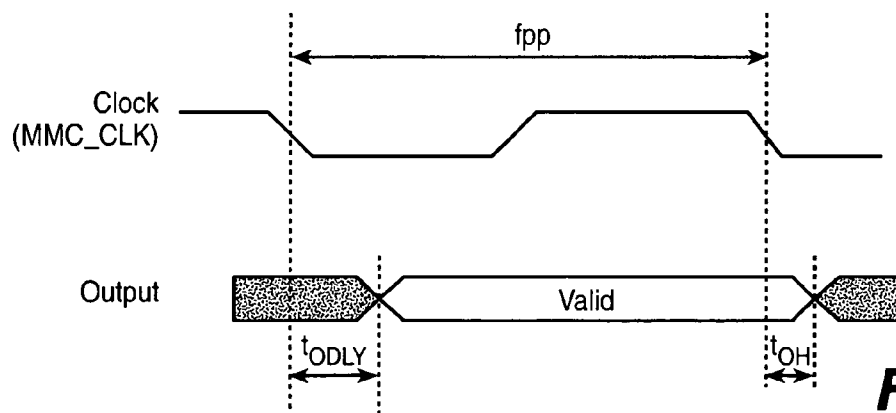 fpp
Clock
(MMC_CLK)
Output
Valid
tODLY
tOH
F